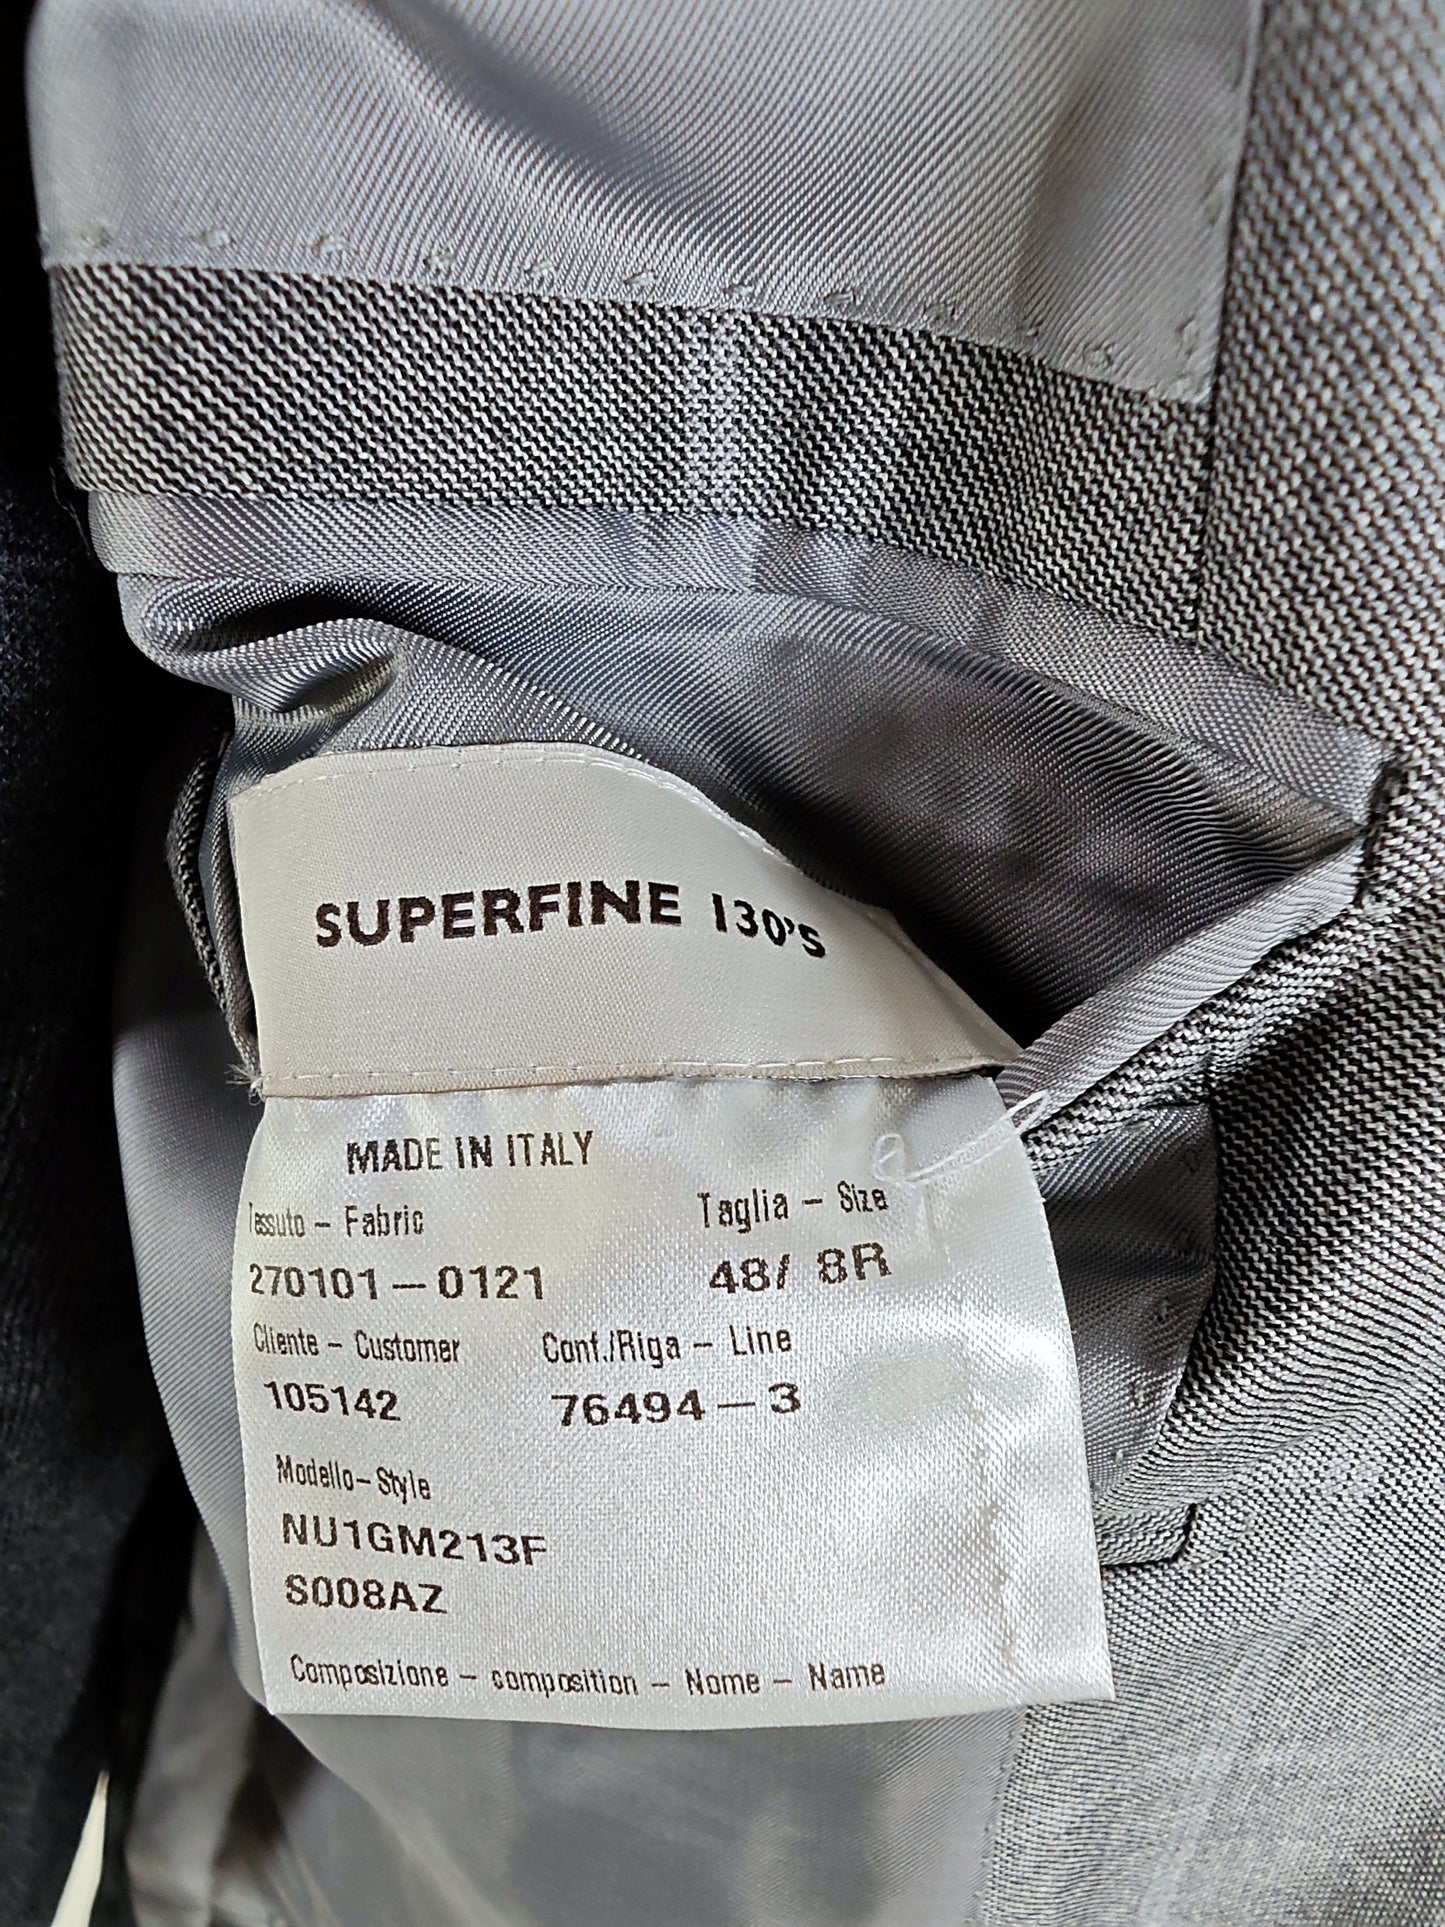 SUPERFINE 130'S
MADE IN ITALY
Tessuto - Fabric Taglia - Size
270101-0121 48/ 8R
Cliente - Customer Conf./Riga - Line
105142 76494-3
Modello-Style
NU1GM213F
S008AZ
Composizione - composition - Nome - Name